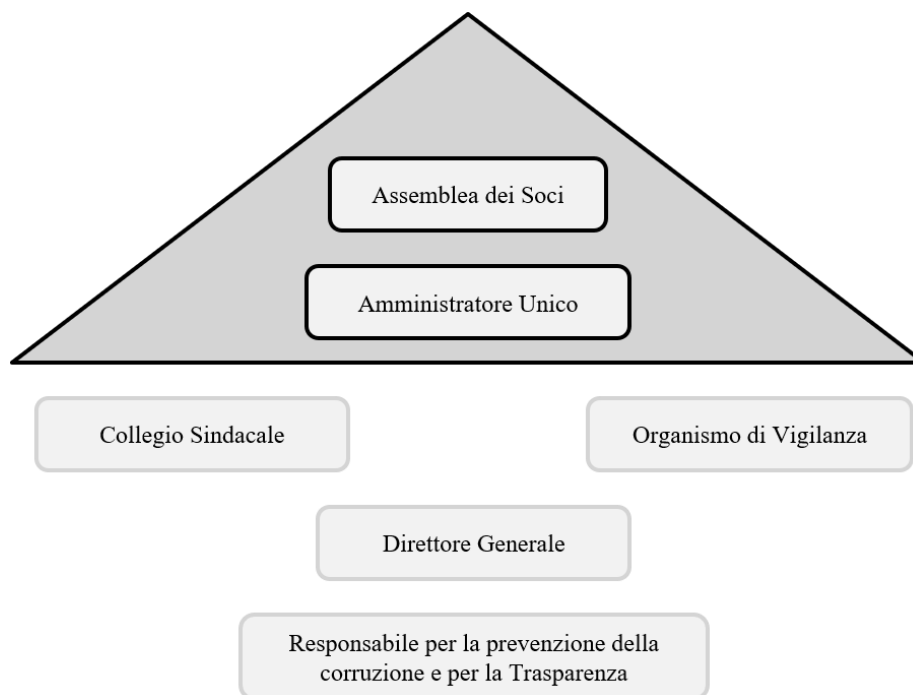 Assemblea dei Soci
Amministratore Unico
Collegio Sindacale
Organismo di Vigilanza
Direttore Generale
Responsabile per la prevenzione della
corruzione e per la Trasparenza